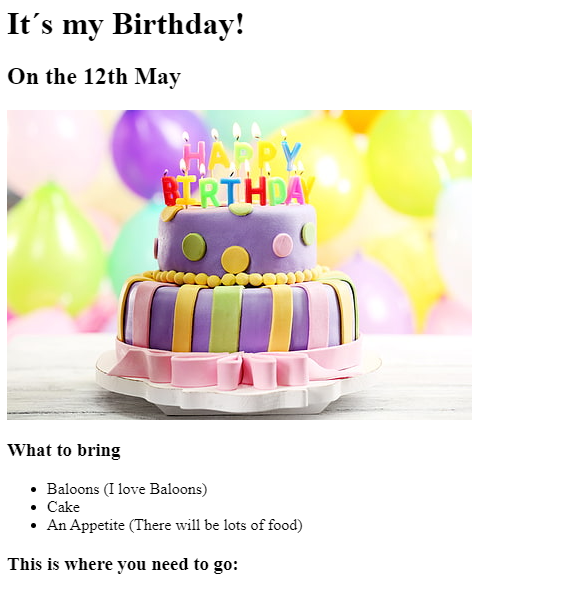 It´s my Birthday!
On the 12th May
HAPPY
BIRTHDAY
What to bring
Baloons (I love Baloons)
Cake
An Appetite (There will be lots of food)
This is where you need to go: